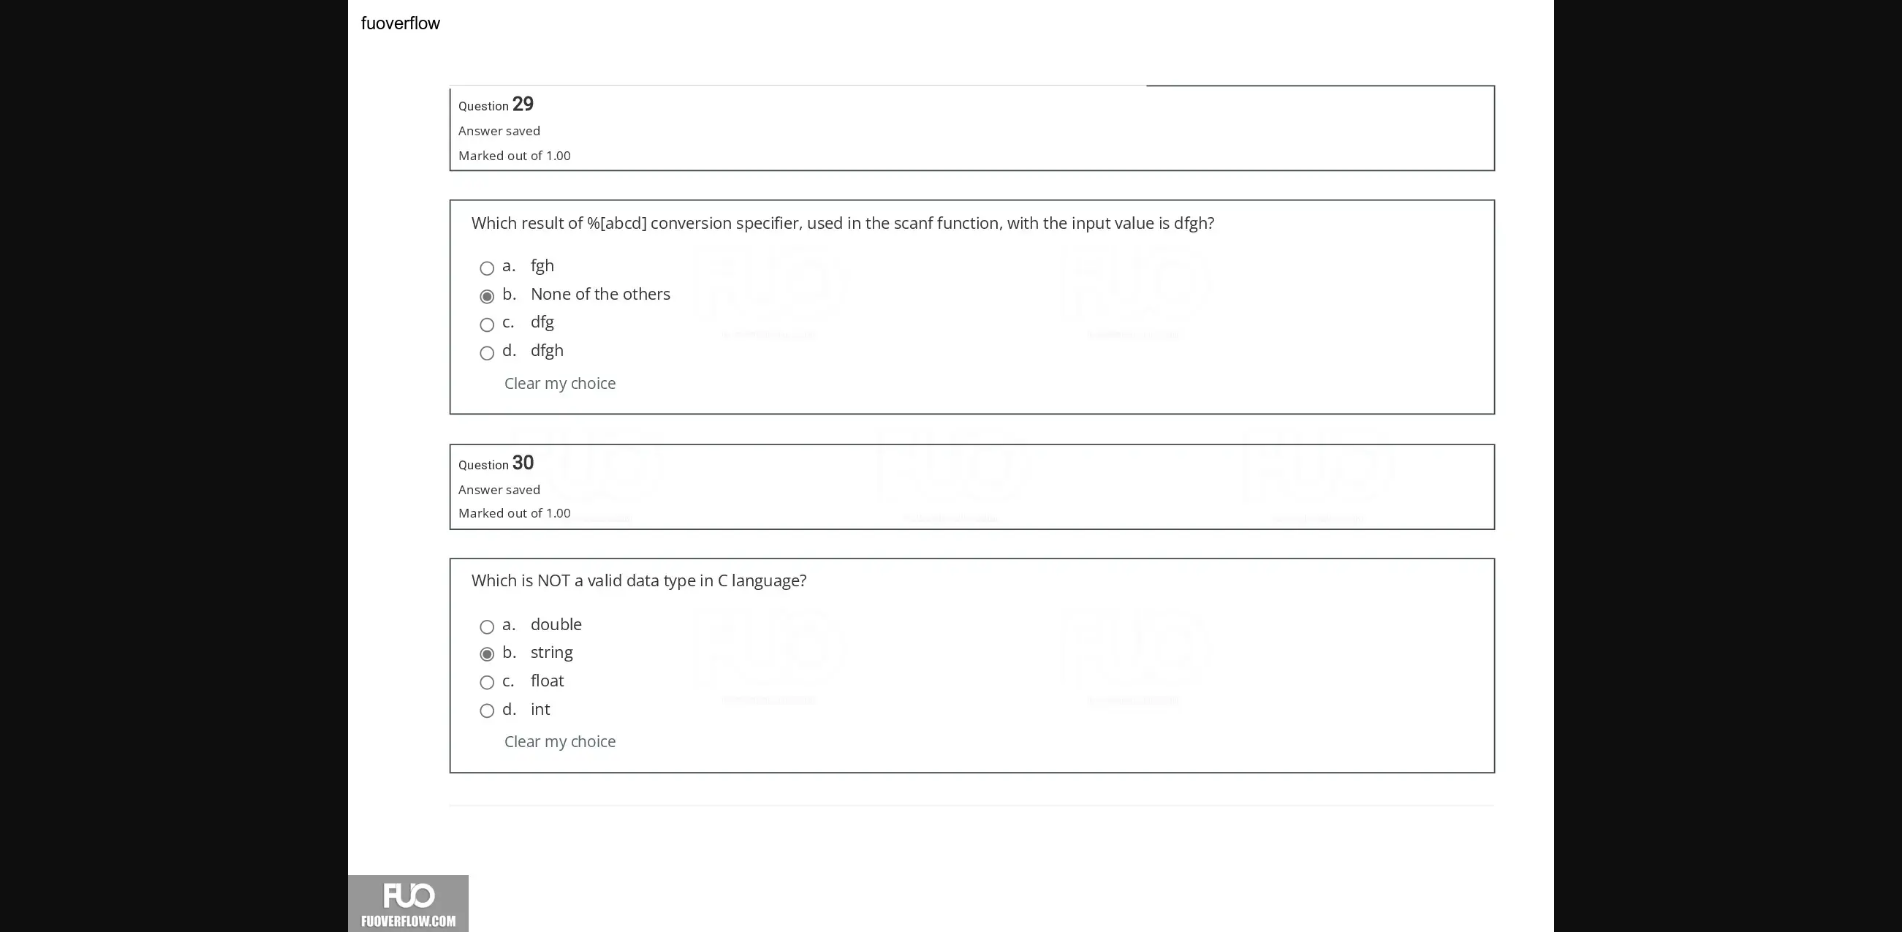 fuoverflow
Question 29
Answer saved
Marked out of 1.00
Which result of %[abcd] conversion specifier, used in the scanf function, with the input value is dfgh?
a. fgh
b. None of the others
c. dfg
d. dfgh
Clear my choice
Question 30
Answer saved
Marked out of 1.00
Which is NOT a valid data type in C language?
a. double
b. string
c. float
d. int
Clear my choice
FUO
FUOVERFLOW.COM